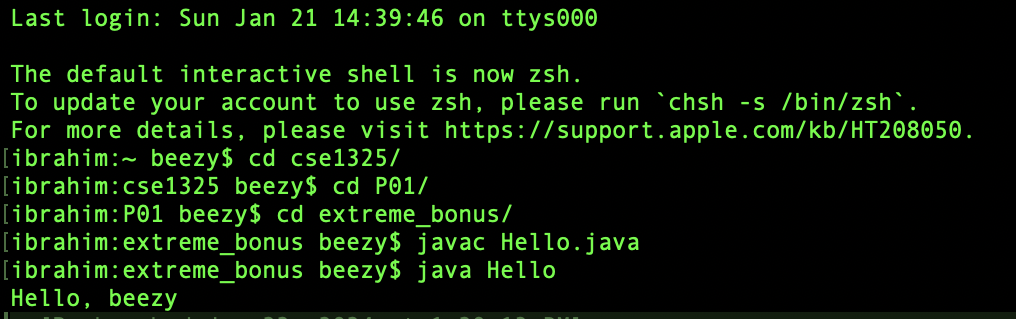 Last login: Sun Jan 21 14:39:46 on ttys000
The default interactive shell is now zsh.
To update your account to use zsh, please run `chsh -s /bin/zsh`.
For more details, please visit https://support.apple.com/kb/HT208050.
[ibrahim:~ beezy$ cd cse1325/
[ibrahim:cse1325 beezy$ cd P01/
[ibrahim:P01 beezy$ cd extreme_bonus/
[ibrahim:extreme_bonus beezy$ javac Hello.java
[ibrahim:extreme_bonus beezy$ java Hello
Hello, beezy